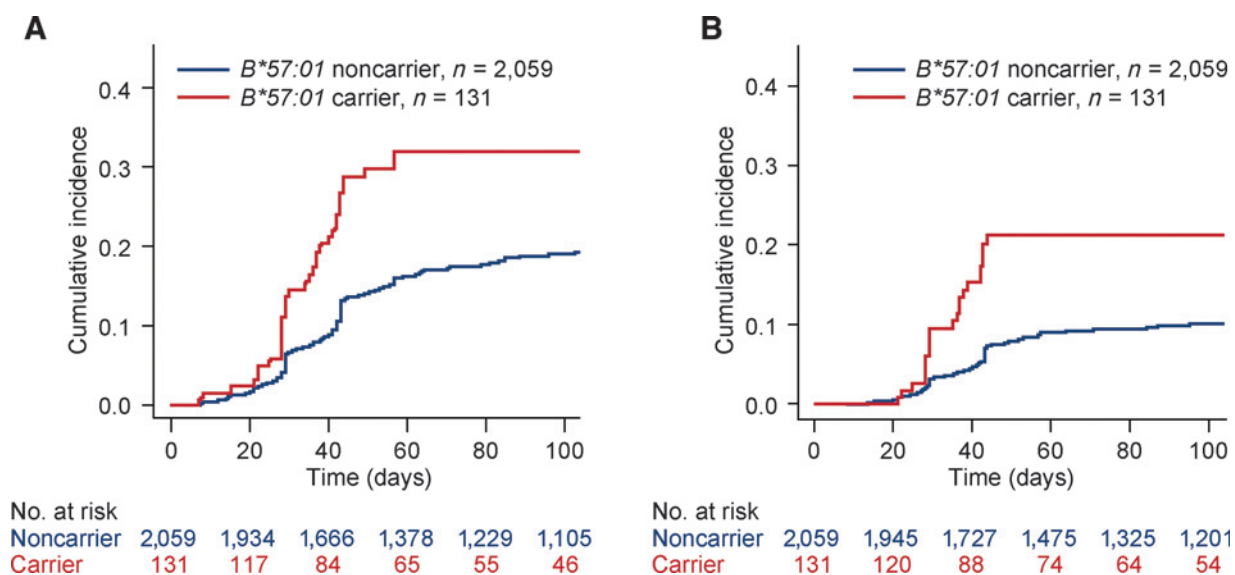 A
B*57:01 noncarrier, n = 2,059
B*57:01 carrier, n = 131
Cumulative incidence
0.4
0.3
0.2
0.1
0.0
0 20 40 60 80 100
Time (days)
No. at risk
Noncarrier 2,059 1,934 1,666 1,378 1,229 1,105
Carrier 131 117 84 65 55 46
B
B*57:01 noncarrier, n = 2,059
B*57:01 carrier, n = 131
Cumulative incidence
0.4
0.3
0.2
0.1
0.0
0 20 40 60 80 100
Time (days)
No. at risk
Noncarrier 2,059 1,945 1,727 1,475 1,325 1,201
Carrier 131 120 88 74 64 54